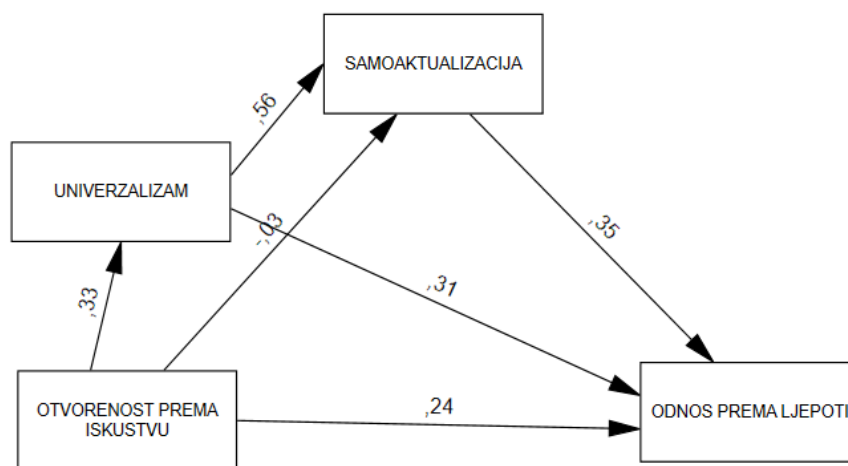 SAMOAKTUALIZACIJA
,56
UNIVERZALIZAM
-,03
,35
,33
,31
OTVORENOST PREMA
ISKUSTVU
,24
ODNOS PREMA LJEPOTI